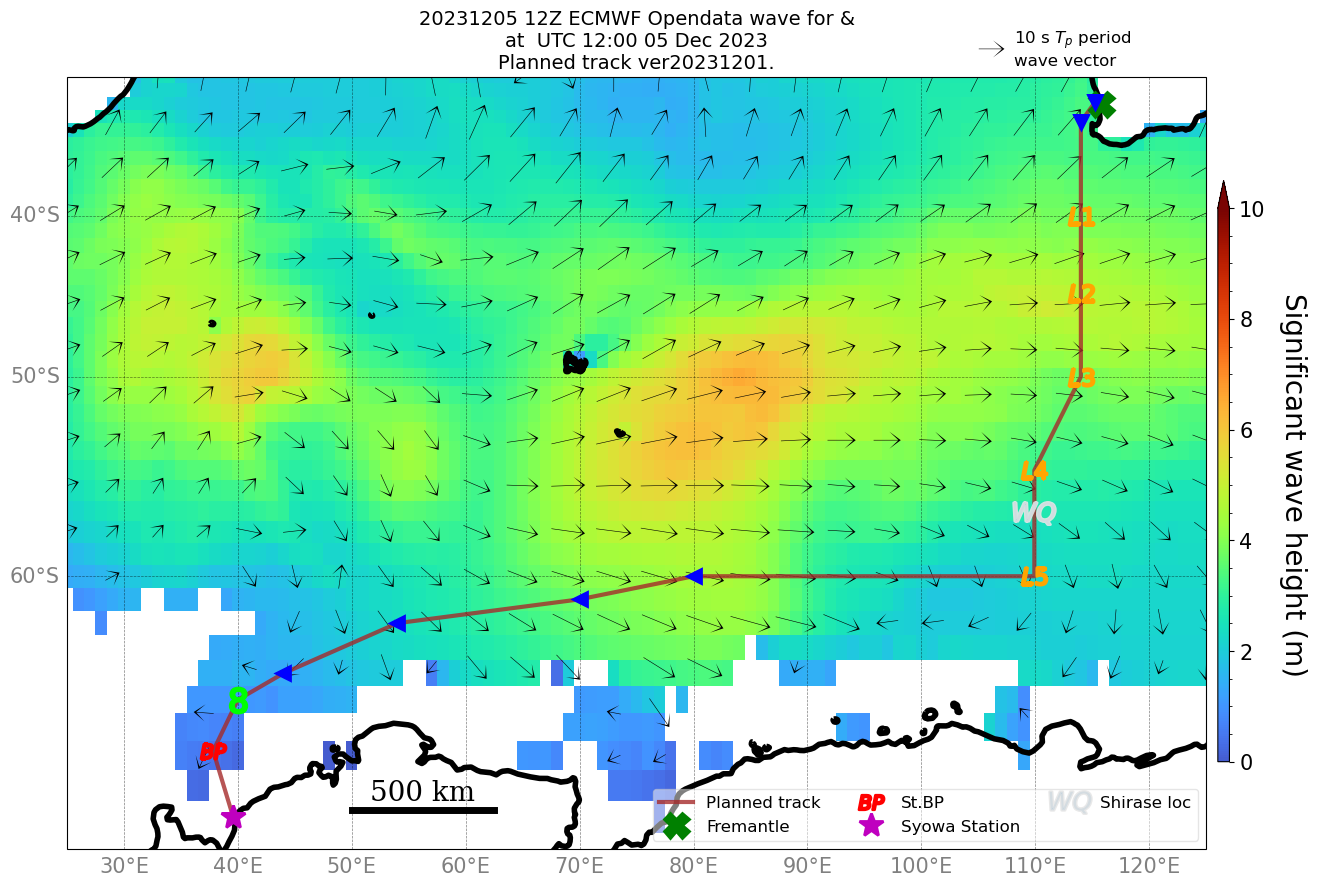 20231205 12Z ECMWF Opendata wave for &
at  UTC 12:00 05 Dec 2023
Planned track ver20231201.
10 s Tp period
wave vector
40°S
50°S
60°S
L1
L2
L3
L4
WQ
L5
8
BP
500 km
Planned track
Fremantle
BP
St.BP
Syowa Station
WQ
Shirase loc
30°E
40°E
50°E
60°E
70°E
80°E
90°E
100°E
110°E
120°E
10
8
6
4
2
0
Significant wave height (m)